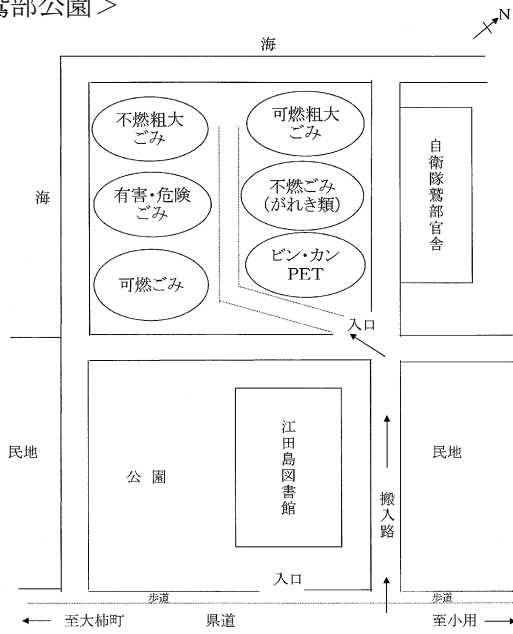 鷲部公園＞
N
海
海
不燃粗大
ごみ
可燃粗大
ごみ
有害・危険
ごみ
不燃ごみ
(がれき類)
可燃ごみ
ビン・カン
PET
自衛隊鷲部官舎
入口
民地
公園
江田島図書館
搬入路
民地
入口
歩道
歩道
至大柿町
県道
至小用